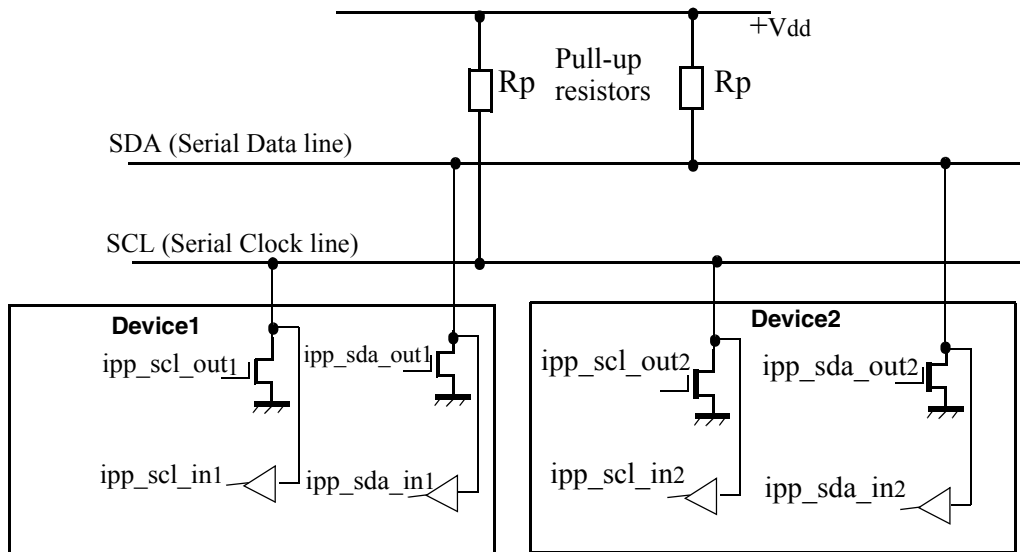 +Vdd
Rp
Pull-up
resistors
Rp
SDA (Serial Data line)
SCL (Serial Clock line)
Device1
ipp_scl_out1
ipp_sda_out1
ipp_scl_in1
ipp_sda_in1
Device2
ipp_scl_out2
ipp_sda_out2
ipp_scl_in2
ipp_sda_in2